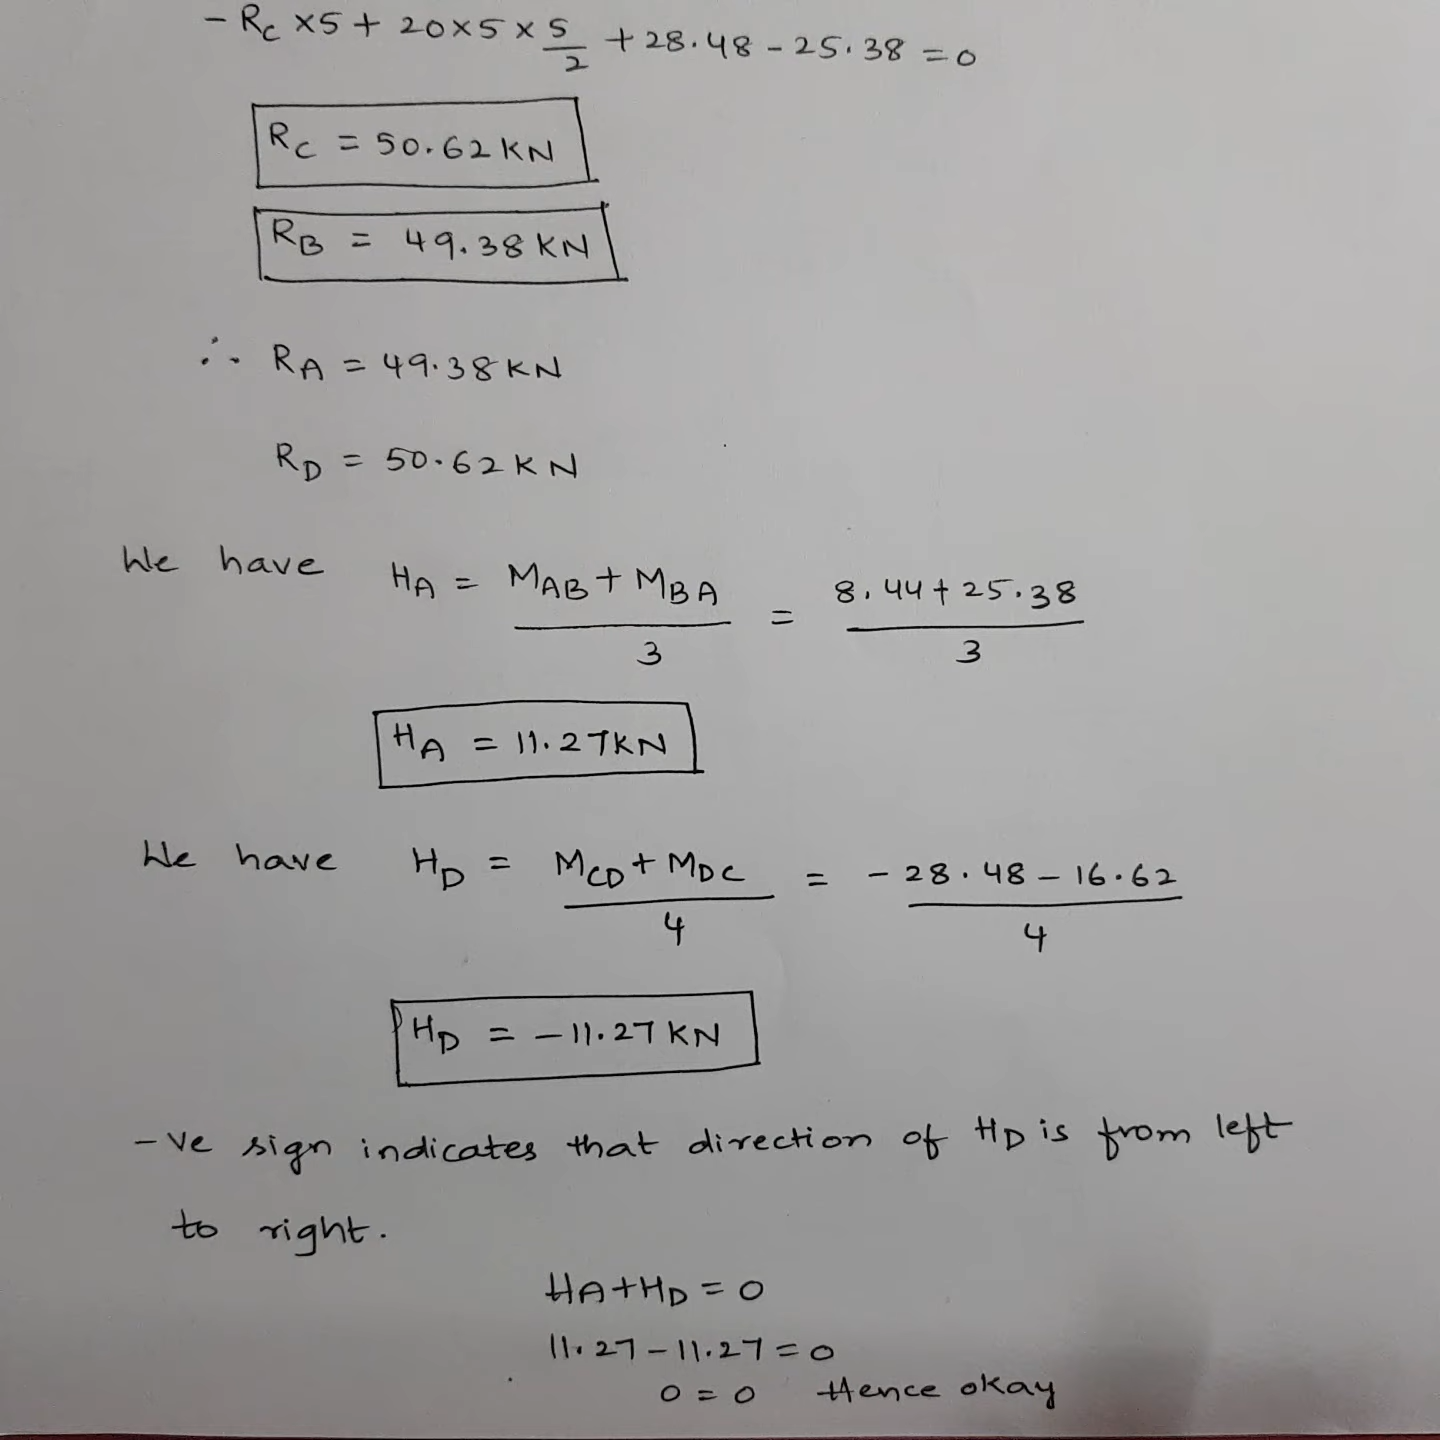 - RC ×5 + 20×5× 5/2 + 28.48 - 25.38 = 0
RC = 50.62 KN
RB = 49.38 KN
∴ RA = 49.38 KN
RD = 50.62 KN
We have HA = MAB + MBA / 3 = 8.44 + 25.38 / 3
HA = 11.27 KN
We have HD = MCD + MDC / 4 = - 28.48 - 16.62 / 4
HD = - 11.27 KN
-ve sign indicates that direction of HD is from left
to right.
HA + HD = 0
11.27 - 11.27 = 0
0 = 0 Hence okay